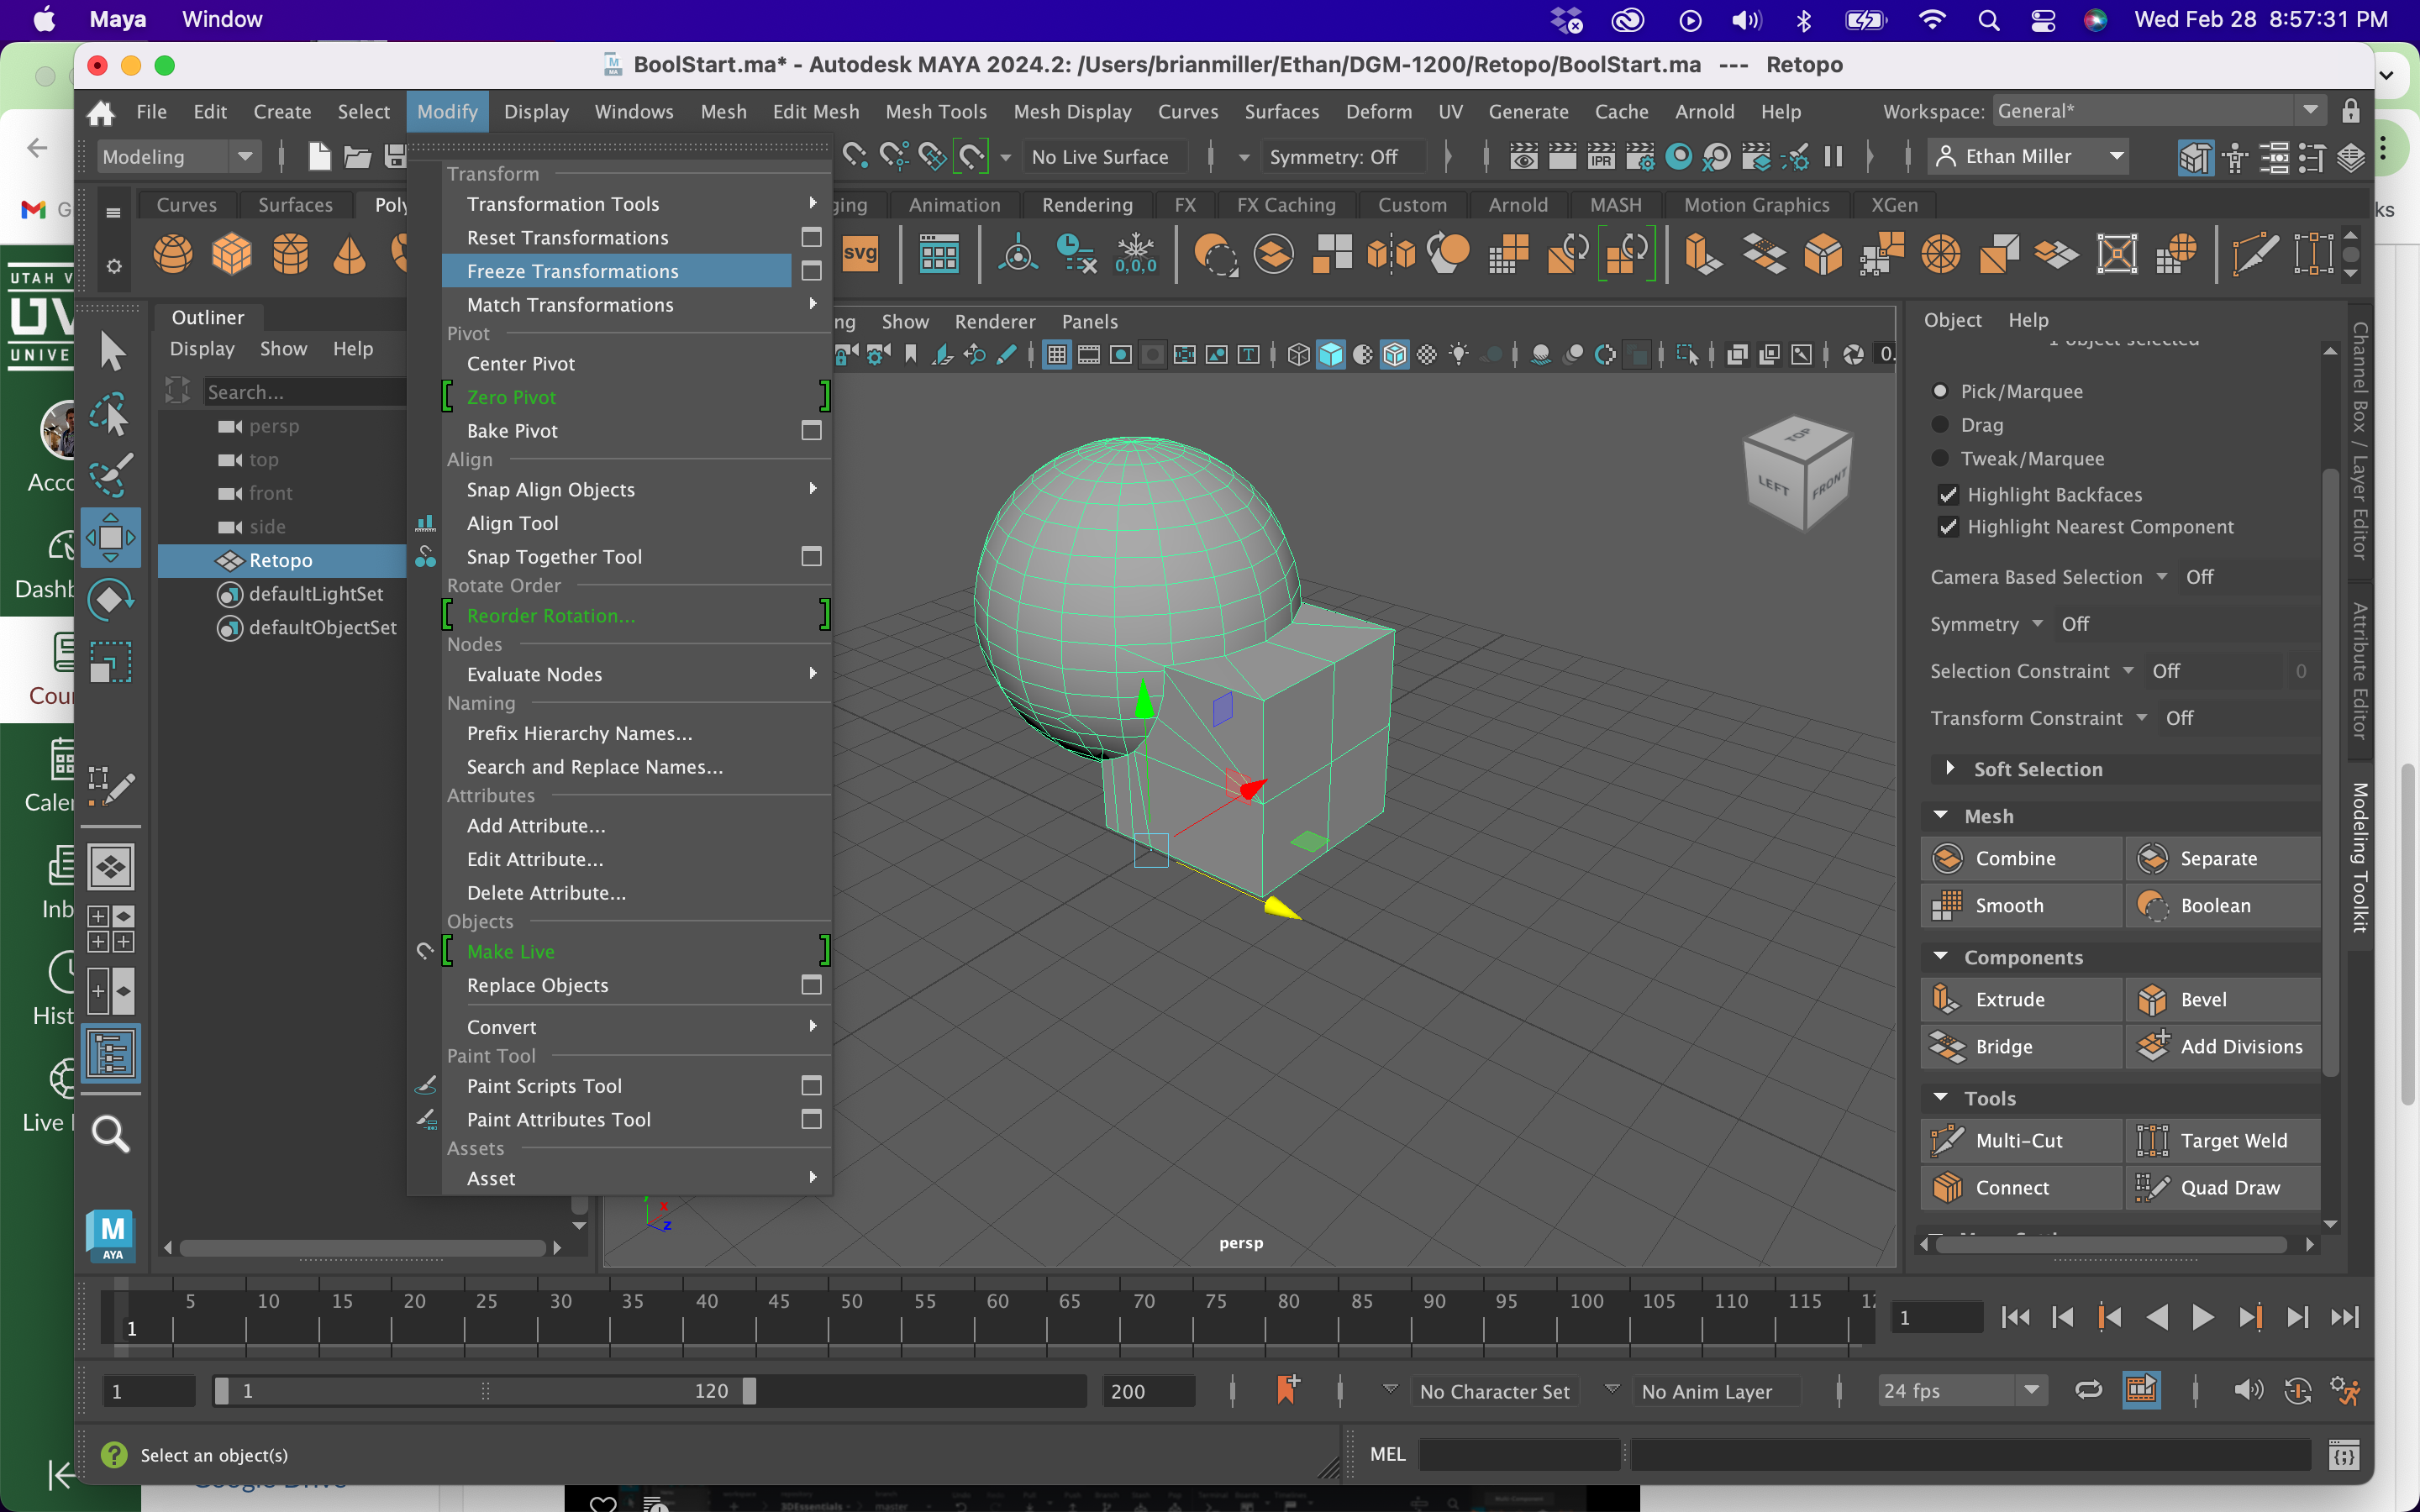 Maya Window Wed Feb 28 8:57:31 PM
BoolStart.ma* - Autodesk MAYA 2024.2: /Users/brianmiller/Ethan/DGM-1200/Retopo/BoolStart.ma --- Retopo
File Edit Create Select Modify Display Windows Mesh Edit Mesh Mesh Tools Mesh Display Curves Surfaces Deform UV Generate Cache Arnold Help Workspace: General*
Modeling No Live Surface Symmetry: Off IPR Ethan Miller
Curves Surfaces Poly ging Animation Rendering FX FX Caching Custom Arnold MASH Motion Graphics XGen
svg 0,0,0
G
ks
UTAH V
UV
UNIVE
Acco
Dashb
Cour
Caler
Inb
Hist
Live
Outliner
Display Show Help
Search...
persp
top
front
side
Retopo
defaultLightSet
defaultObjectSet
Transform
Transformation Tools
Reset Transformations
Freeze Transformations
Match Transformations
Pivot
Center Pivot
Zero Pivot
Bake Pivot
Align
Snap Align Objects
Align Tool
Snap Together Tool
Rotate Order
Reorder Rotation...
Nodes
Evaluate Nodes
Naming
Prefix Hierarchy Names...
Search and Replace Names...
Attributes
Add Attribute...
Edit Attribute...
Delete Attribute...
Objects
Make Live
Replace Objects
Convert
Paint Tool
Paint Scripts Tool
Paint Attributes Tool
Assets
Asset
ng Show Renderer Panels
0.
TOP
LEFT FRONT
y x z
persp
Object Help
1 object selected
Pick/Marquee
Drag
Tweak/Marquee
Highlight Backfaces
Highlight Nearest Component
Camera Based Selection Off
Symmetry Off
Selection Constraint Off 0
Transform Constraint Off
Soft Selection
Mesh
Combine Separate
Smooth Boolean
Components
Extrude Bevel
Bridge Add Divisions
Tools
Multi-Cut Target Weld
Connect Quad Draw
Channel Box / Layer Editor
Attribute Editor
Modeling Toolkit
M
AYA
5 10 15 20 25 30 35 40 45 50 55 60 65 70 75 80 85 90 95 100 105 110 115 12
1 1
1 1 120 200 No Character Set No Anim Layer 24 fps
Select an object(s) MEL
Google Drive
3DEssentials master